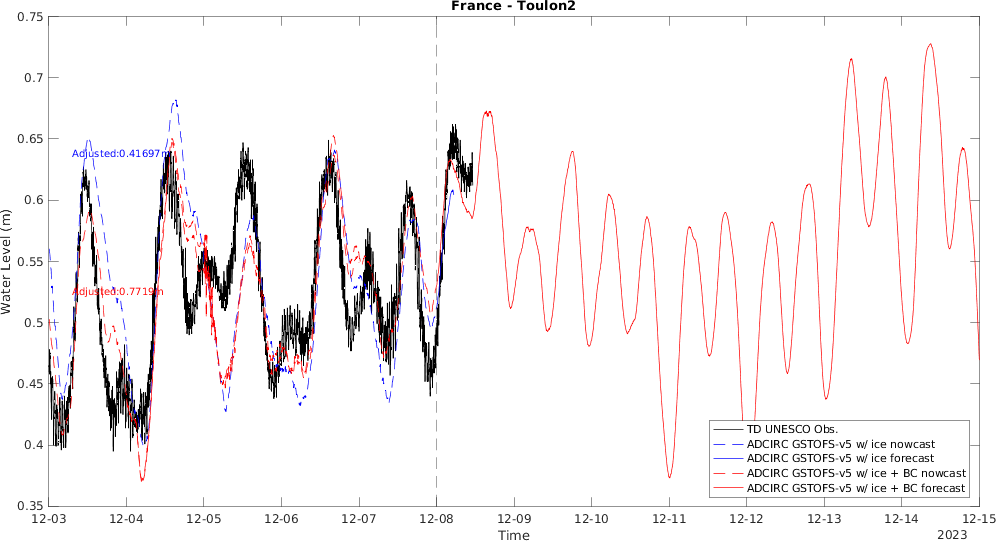 France - Toulon2
0.75
0.7
0.65
0.6
0.55
0.5
0.45
0.4
0.35
Water Level (m)
Adjusted:0.41697 m
Adjusted:0.7719 m
TD UNESCO Obs.
ADCIRC GSTOFS-v5 w/ ice nowcast
ADCIRC GSTOFS-v5 w/ ice forecast
ADCIRC GSTOFS-v5 w/ ice + BC nowcast
ADCIRC GSTOFS-v5 w/ ice + BC forecast
12-03 12-04 12-05 12-06 12-07 12-08 12-09 12-10 12-11 12-12 12-13 12-14 12-15
Time
2023